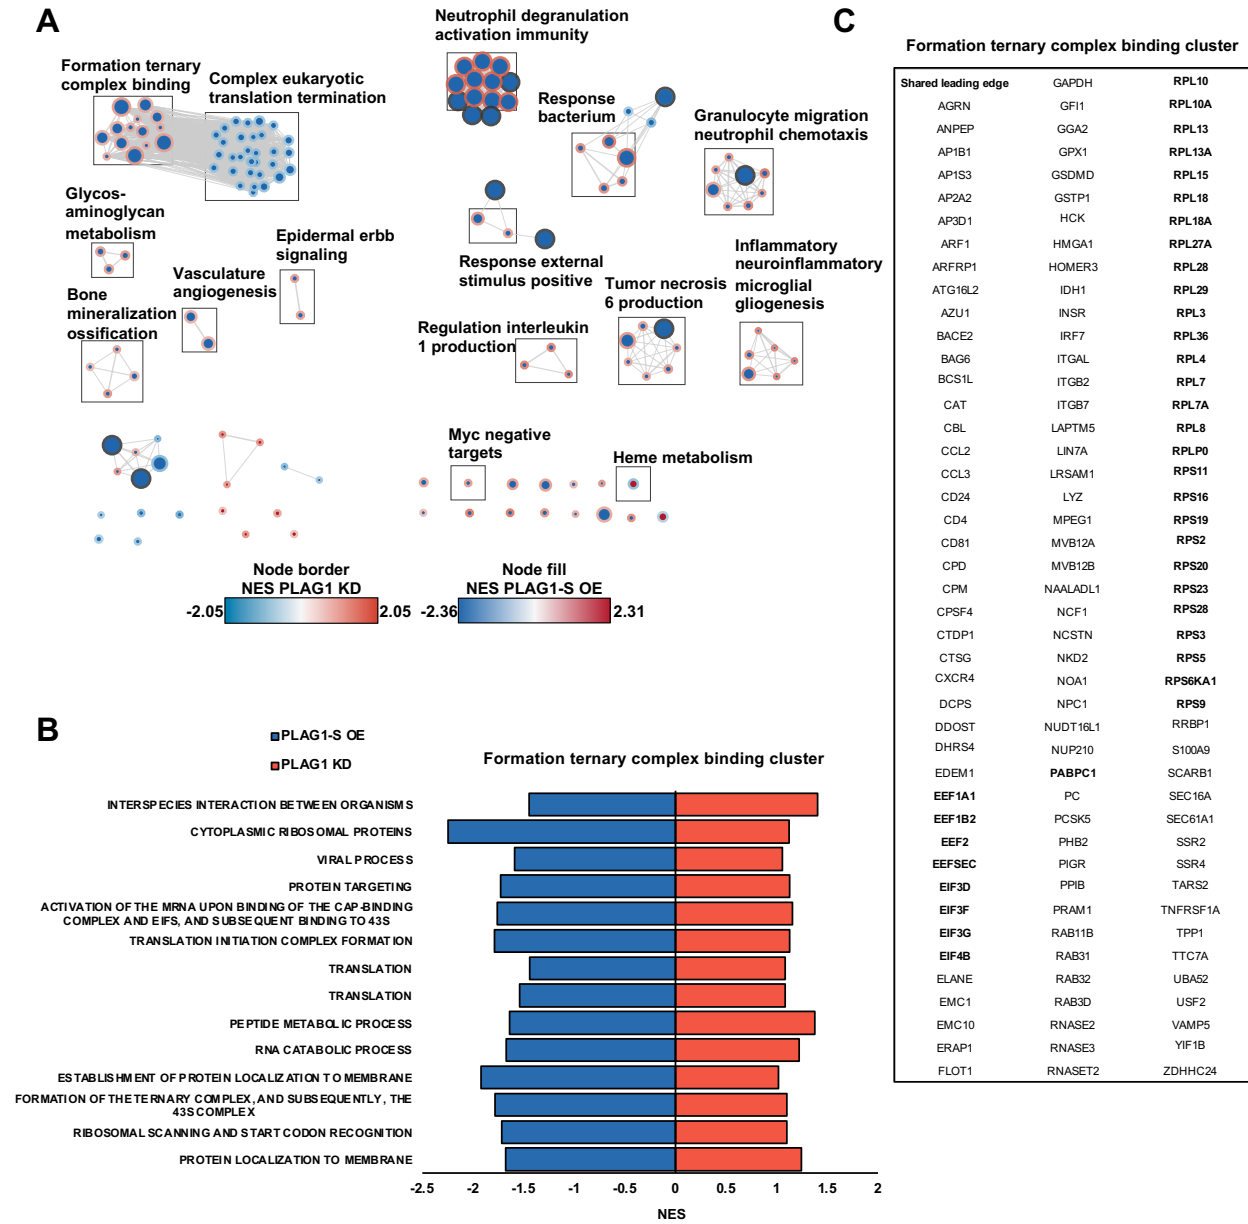 A
Formation ternary
complex binding
Complex eukaryotic
translation termination
Neutrophil degranulation
activation immunity
Response
bacterium
Granulocyte migration
neutrophil chemotaxis
Glycos-
aminoglycan
metabolism
Epidermal erbb
signaling
Vasculature
angiogenesis
Response external
stimulus positive
Inflammatory
neuroinflammatory
microglial
gliogenesis
Tumor necrosis
6 production
Bone
mineralization
ossification
Regulation interleukin
1 production
Myc negative
targets
Heme metabolism
Node border
NES PLAG1 KD
-2.05
2.05
Node fill
NES PLAG1-S OE
-2.36
2.31
B
PLAG1-S OE
PLAG1 KD
Formation ternary complex binding cluster
INTERSPECIES INTERACTION BETWEEN ORGANISMS
CYTOPLASMIC RIBOSOMAL PROTEINS
VIRAL PROCESS
PROTEIN TARGETING
ACTIVATION OF THE MRNA UPON BINDING OF THE CAP-BINDING
COMPLEX AND EIFS, AND SUBSEQUENT BINDING TO 43S
TRANSLATION INITIATION COMPLEX FORMATION
TRANSLATION
TRANSLATION
PEPTIDE METABOLIC PROCESS
RNA CATABOLIC PROCESS
ESTABLISHMENT OF PROTEIN LOCALIZATION TO MEMBRANE
FORMATION OF THE TERNARY COMPLEX, AND SUBSEQUENTLY, THE
43S COMPLEX
RIBOSOMAL SCANNING AND START CODON RECOGNITION
PROTEIN LOCALIZATION TO MEMBRANE
-2.5 -2 -1.5 -1 -0.5 0 0.5 1 1.5 2
NES
C
Formation ternary complex binding cluster
Shared leading edge GAPDH RPL10
AGRN GFI1 RPL10A
ANPEP GGA2 RPL13
AP1B1 GPX1 RPL13A
AP1S3 GSDMD RPL15
AP2A2 GSTP1 RPL18
AP3D1 HCK RPL18A
ARF1 HMGA1 RPL27A
ARFRP1 HOMER3 RPL28
ATG16L2 IDH1 RPL29
AZU1 INSR RPL3
BACE2 IRF7 RPL36
BAG6 ITGAL RPL4
BCS1L ITGB2 RPL7
CAT ITGB7 RPL7A
CBL LAPTM5 RPL8
CCL2 LIN7A RPLP0
CCL3 LRSAM1 RPS11
CD24 LYZ RPS16
CD4 MPEG1 RPS19
CD81 MVB12A RPS2
CPD MVB12B RPS20
CPM NAALADL1 RPS23
CPSF4 NCF1 RPS28
CTDP1 NCSTN RPS3
CTSG NKD2 RPS5
CXCR4 NOA1 RPS6KA1
DCPS NPC1 RPS9
DDOST NUDT16L1 RRBP1
DHRS4 NUP210 S100A9
EDEM1 PABPC1 SCARB1
EEF1A1 PC SEC16A
EEF1B2 PCSK5 SEC61A1
EEF2 PHB2 SSR2
EEFSEC PIGR SSR4
EIF3D PPIB TARS2
EIF3F PRAM1 TNFRSF1A
EIF3G RAB11B TPP1
EIF4B RAB31 TTC7A
ELANE RAB32 UBA52
EMC1 RAB3D USF2
EMC10 RNASE2 VAMP5
ERAP1 RNASE3 YIF1B
FLOT1 RNASET2 ZDHHC24